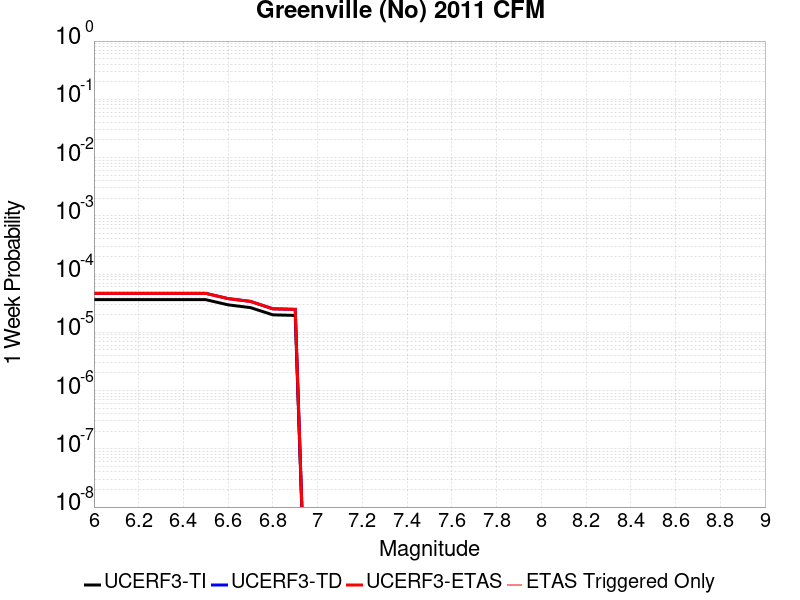 Greenville (No) 2011 CFM
10^0
10^-1
10^-2
10^-3
10^-4
10^-5
10^-6
10^-7
10^-8
1 Week Probability
6 6.2 6.4 6.6 6.8 7 7.2 7.4 7.6 7.8 8 8.2 8.4 8.6 8.8 9
Magnitude
UCERF3-TI UCERF3-TD UCERF3-ETAS ETAS Triggered Only